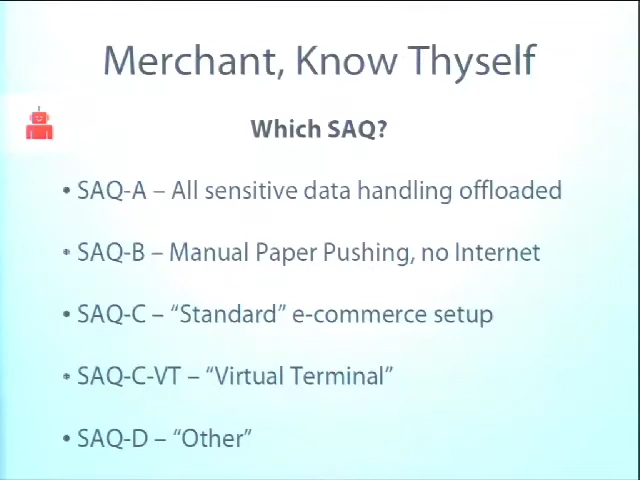 Merchant, Know Thyself
Which SAQ?
• SAQ-A – All sensitive data handling offloaded
• SAQ-B – Manual Paper Pushing, no Internet
• SAQ-C – “Standard” e-commerce setup
• SAQ-C-VT – “Virtual Terminal”
• SAQ-D – “Other”